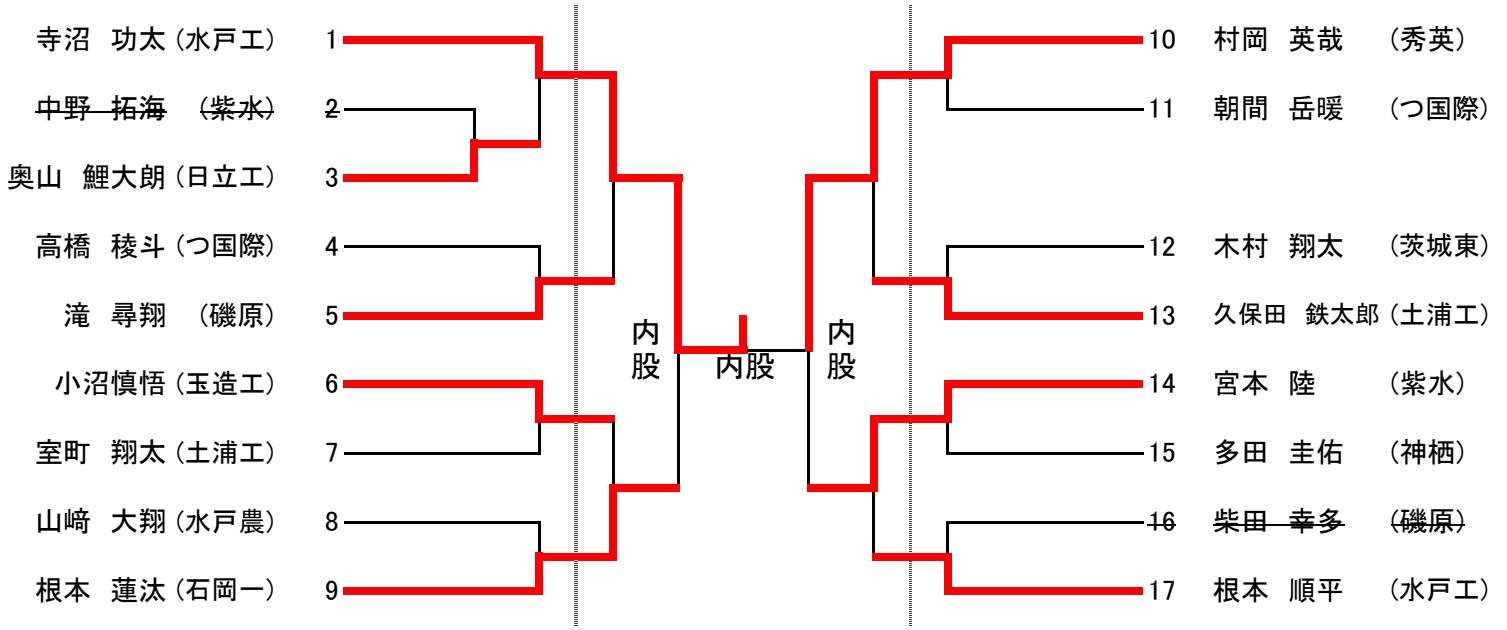 寺沼 功太 (水戸工) 1
中野 拓海 (紫水) 2
奥山 鯉大朗 (日立工) 3
高橋 稜斗 (つ国際) 4
滝 尋翔 (磯原) 5
小沼慎悟 (玉造工) 6
室町 翔太 (土浦工) 7
山﨑 大翔 (水戸農) 8
根本 蓮汰 (石岡一) 9
内股
内股
内股
10 村岡 英哉 (秀英)
11 朝間 岳暖 (つ国際)
12 木村 翔太 (茨城東)
13 久保田 鉄太郎 (土浦工)
14 宮本 陸 (紫水)
15 多田 圭佑 (神栖)
16 柴田 幸多 (磯原)
17 根本 順平 (水戸工)